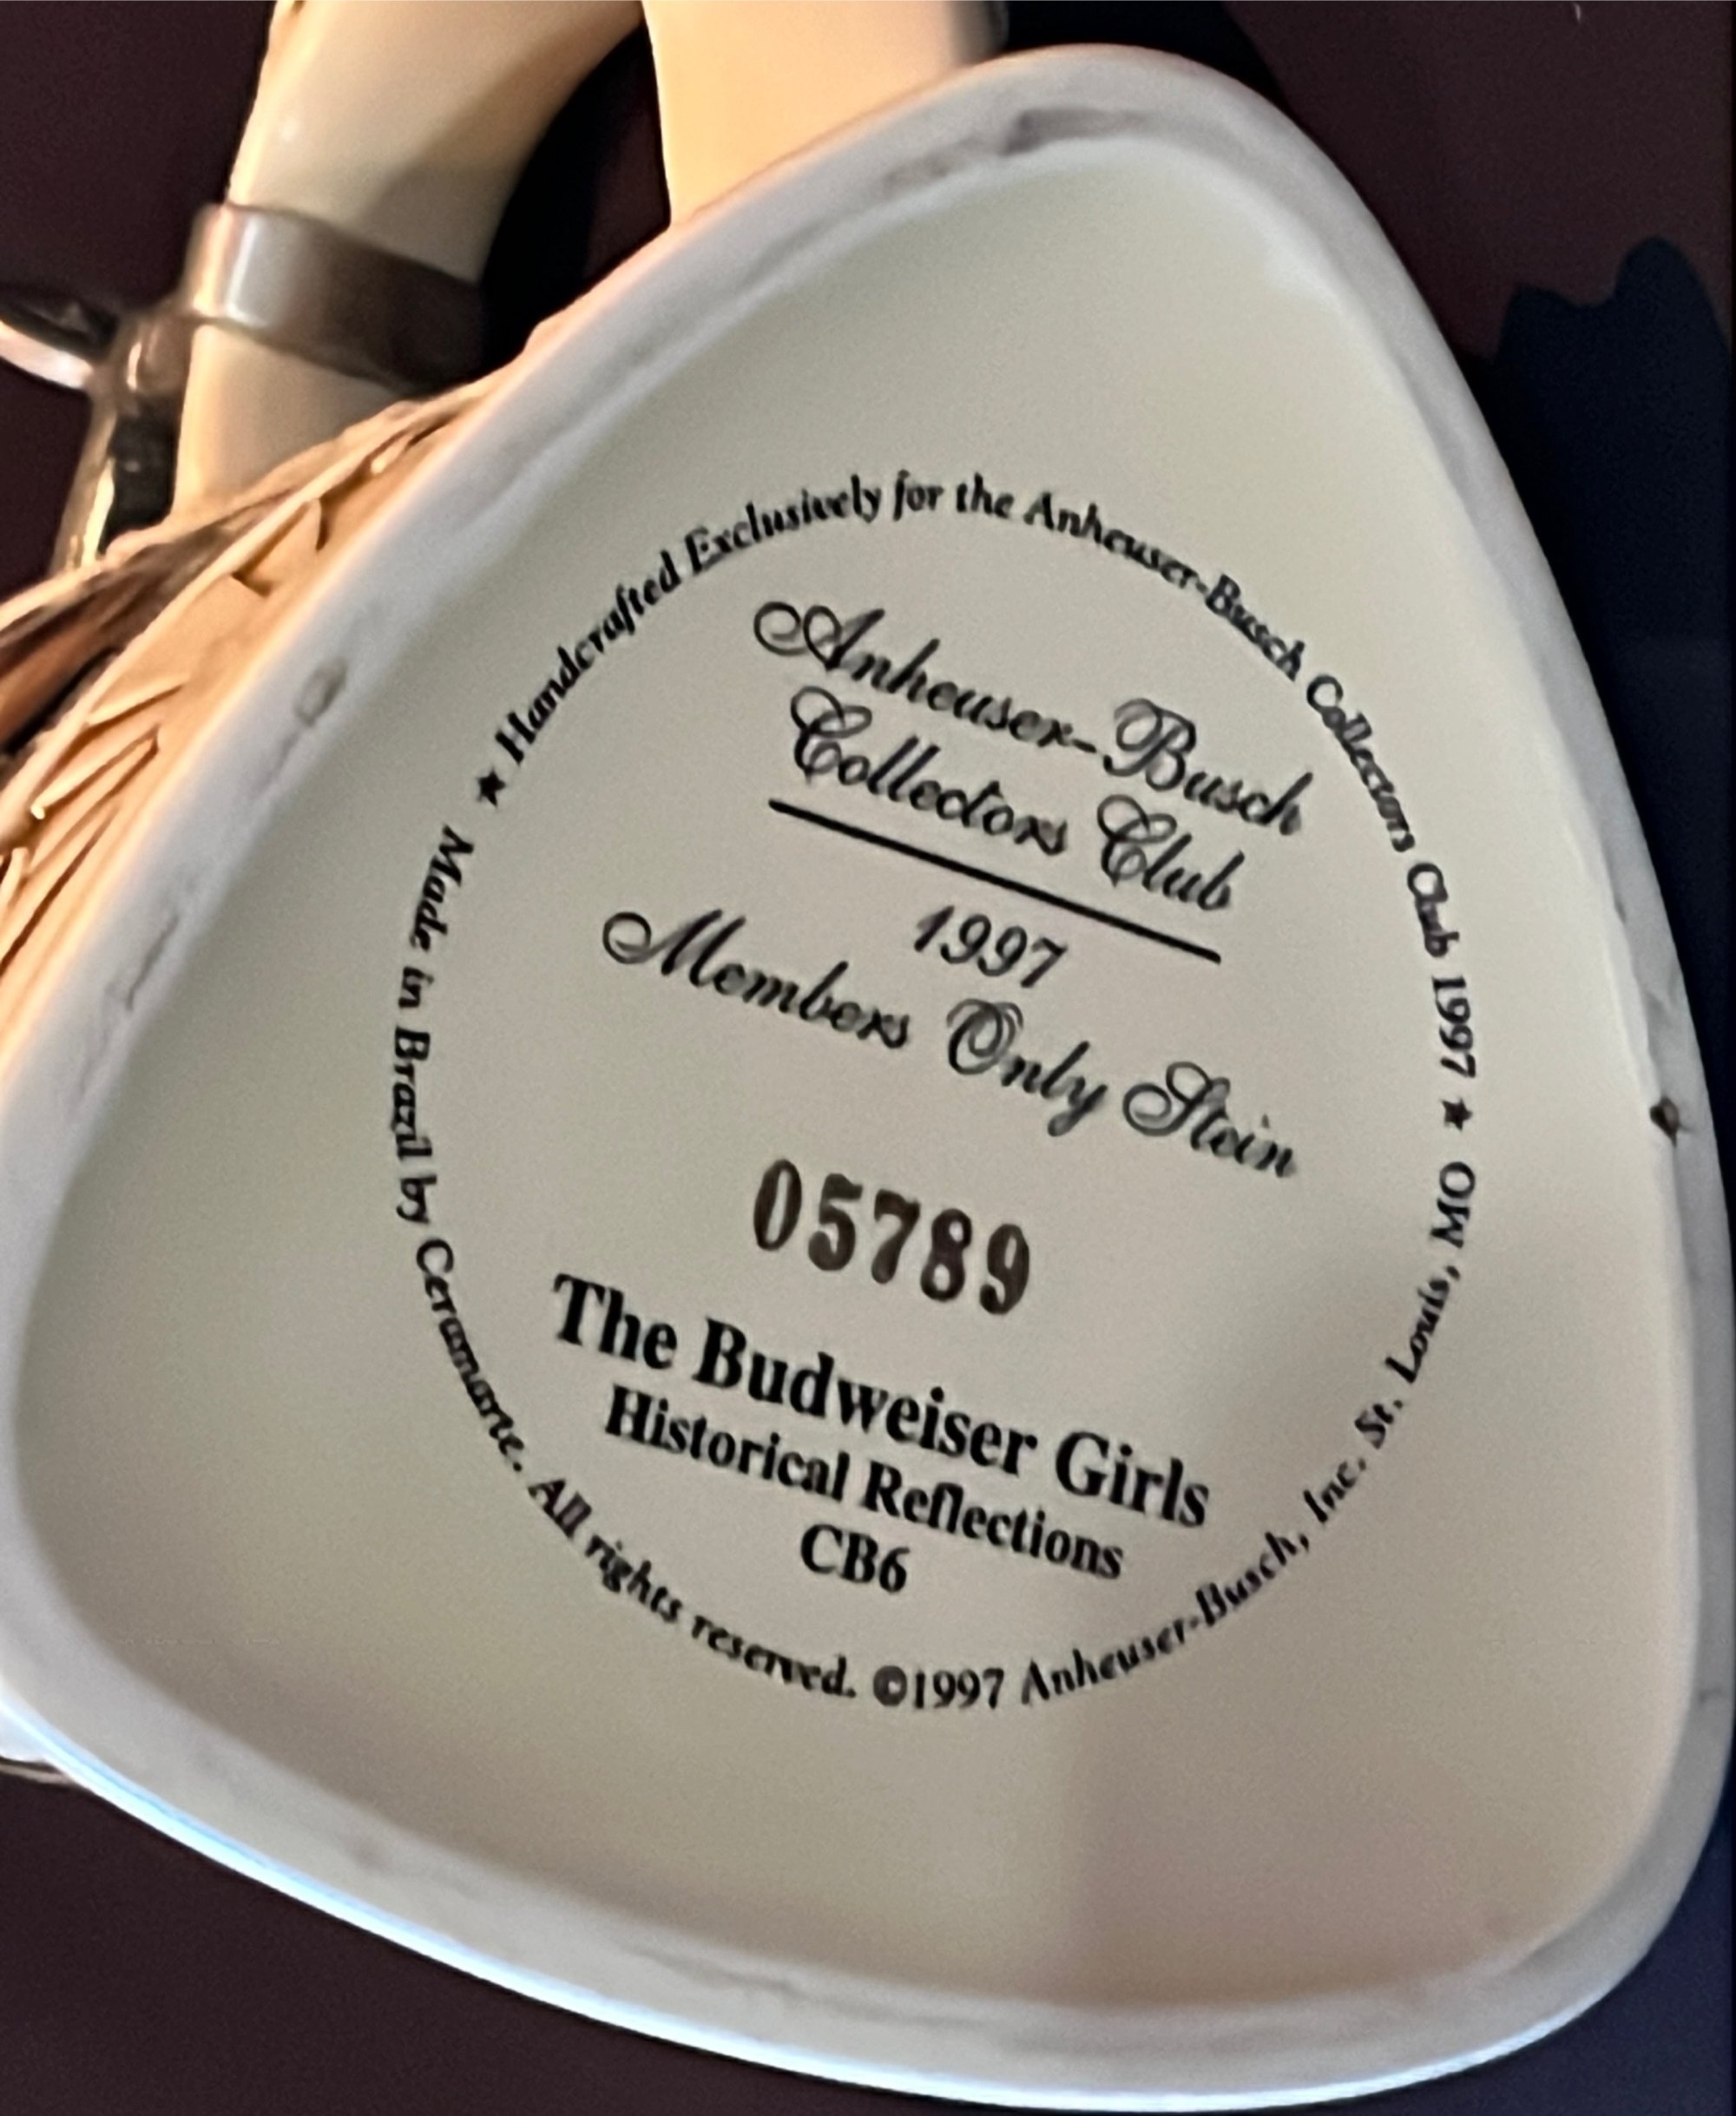 ★ Handcrafted Exclusively for the Anheuser-Busch Collectors Club 1997 ★
Anheuser-Busch
Collectors Club
1997
Members Only Stein
05789
The Budweiser Girls
Historical Reflections
CB6
Made in Brazil by Ceramarte. All rights reserved. ©1997 Anheuser-Busch, Inc. St. Louis, MO